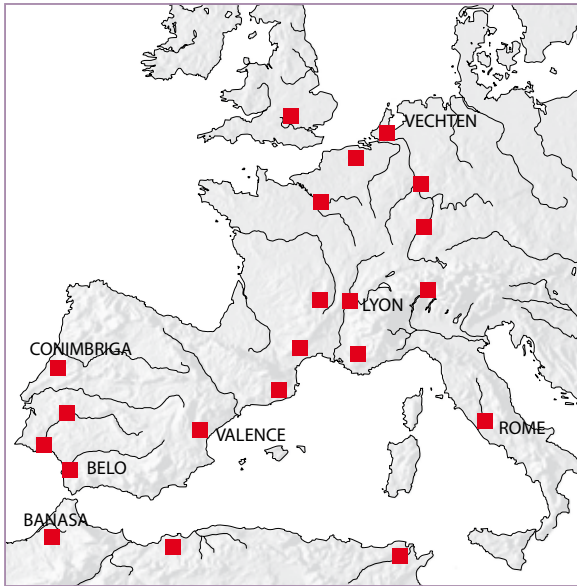 VECHTEN
LYON
CONIMBRIGA
ROME
VALENCE
BELO
BANASA